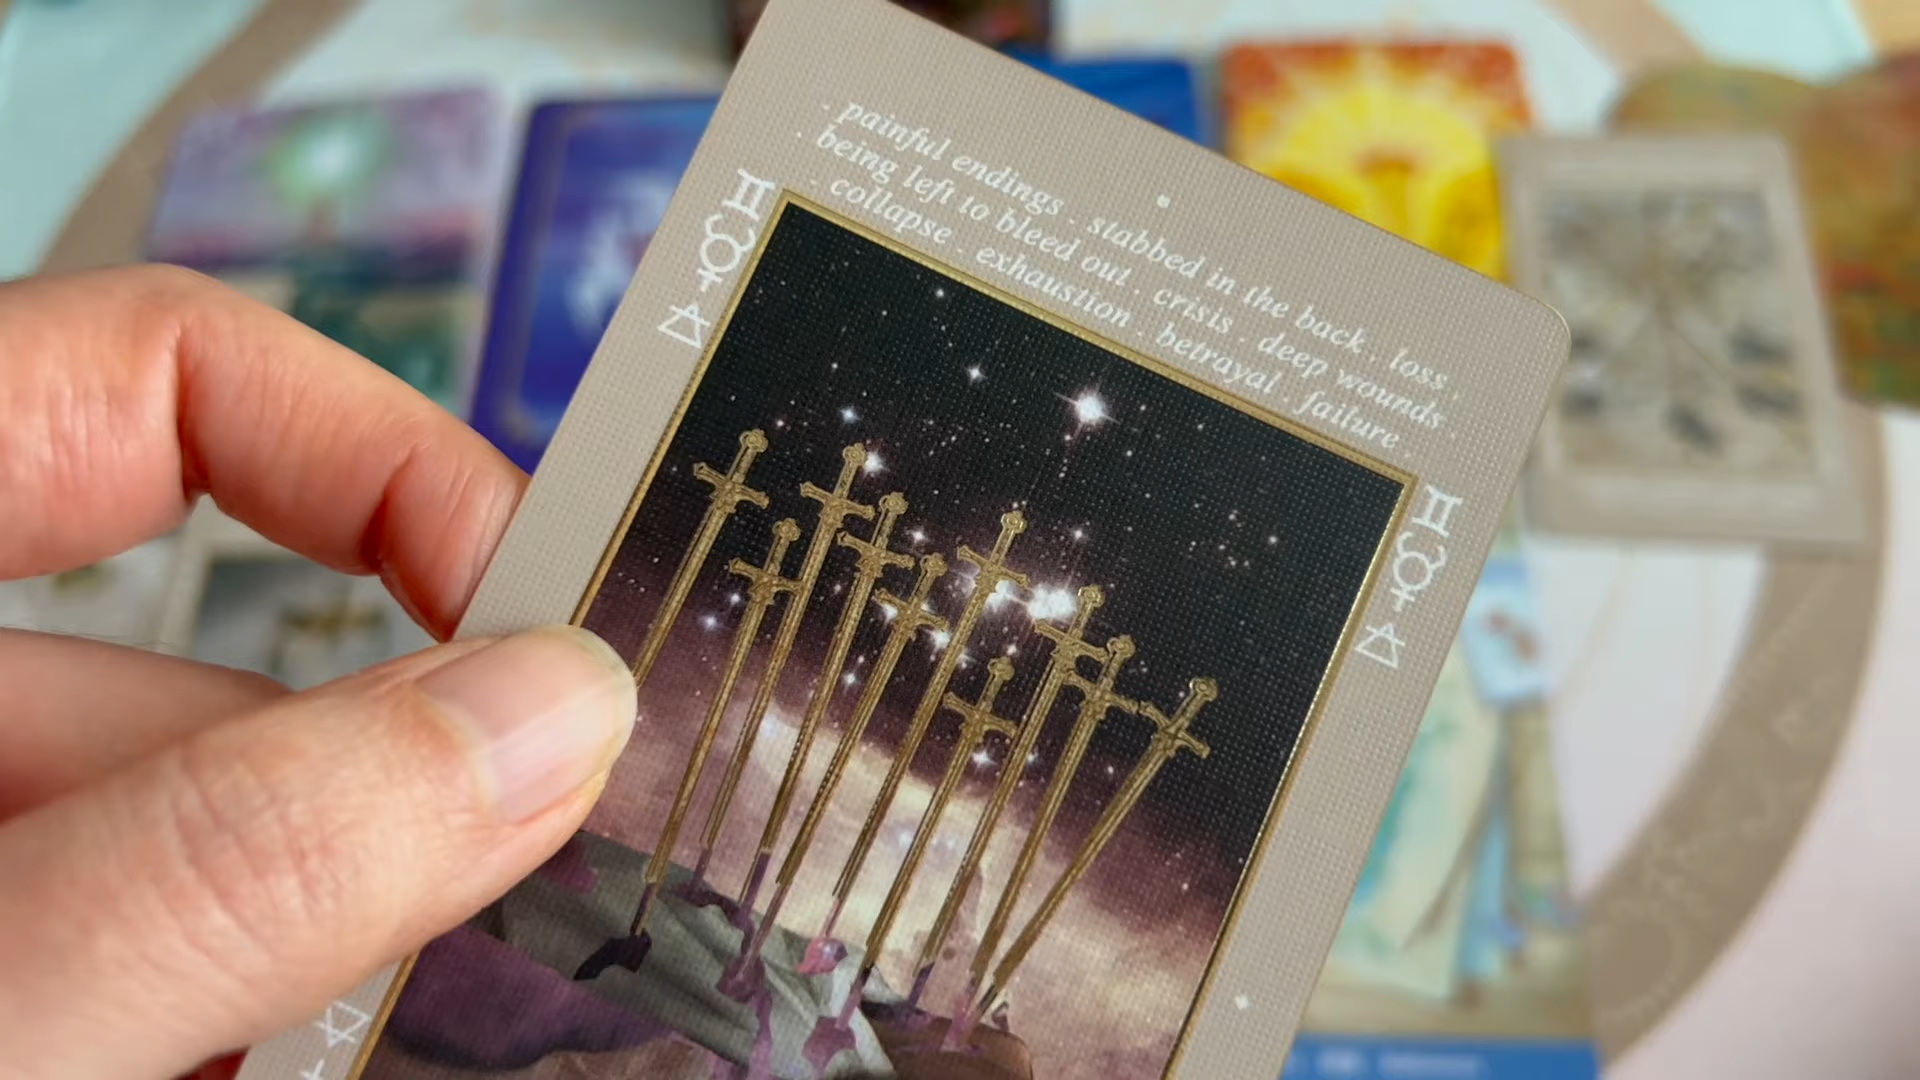 · painful endings · stabbed in the back · loss ·
· being left to bleed out · crisis · deep wounds ·
· collapse · exhaustion · betrayal · failure ·